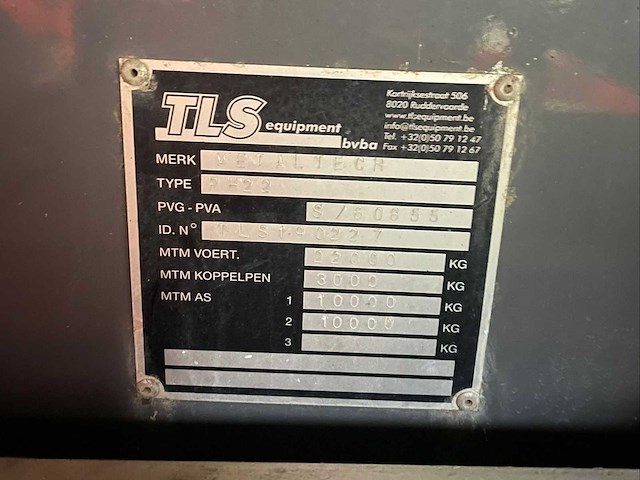 TLS equipment bvba
Kortrijksestraat 506
8020 Ruddervoorde
www.tlsequipment.be
info@tlsequipment.be
Tel. +32(0)50 79 12 47
Fax +32(0)50 79 12 67
MERK METALTECH
TYPE
PVG - PVA
ID. N°
MTM VOERT. KG
MTM KOPPELPEN 3000 KG
MTM AS 1 10000 KG
2 10000 KG
3 KG